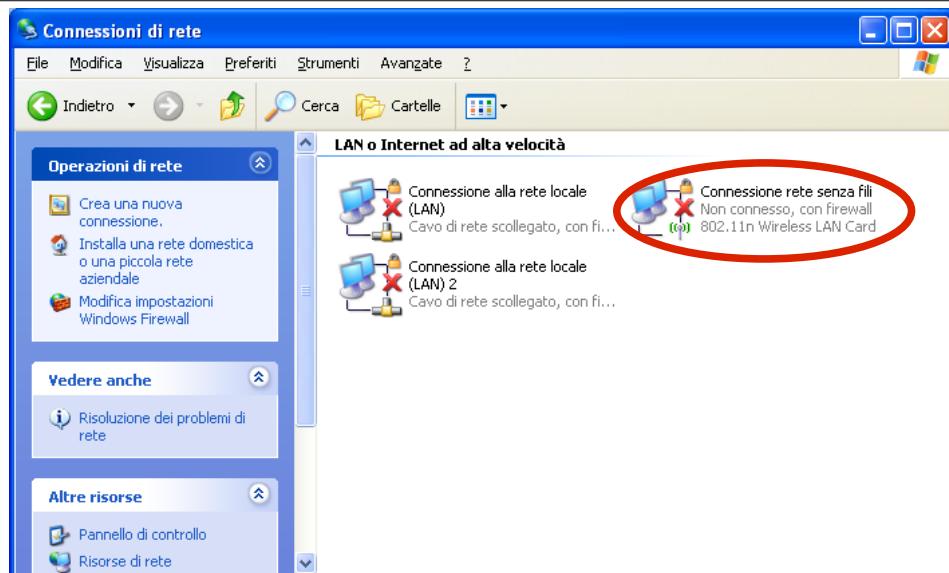 Connessioni di rete
File Modifica Visualizza Preferiti Strumenti Avanzate ?
Indietro Cerca Cartelle
Operazioni di rete
Crea una nuova
connessione.
Installa una rete domestica
o una piccola rete
aziendale
Modifica impostazioni
Windows Firewall
Vedere anche
Risoluzione dei problemi di
rete
Altre risorse
Pannello di controllo
Risorse di rete
LAN o Internet ad alta velocità
Connessione alla rete locale
(LAN)
Cavo di rete scollegato, con fi...
Connessione rete senza fili
Non connesso, con firewall
802.11n Wireless LAN Card
Connessione alla rete locale
(LAN) 2
Cavo di rete scollegato, con fi...